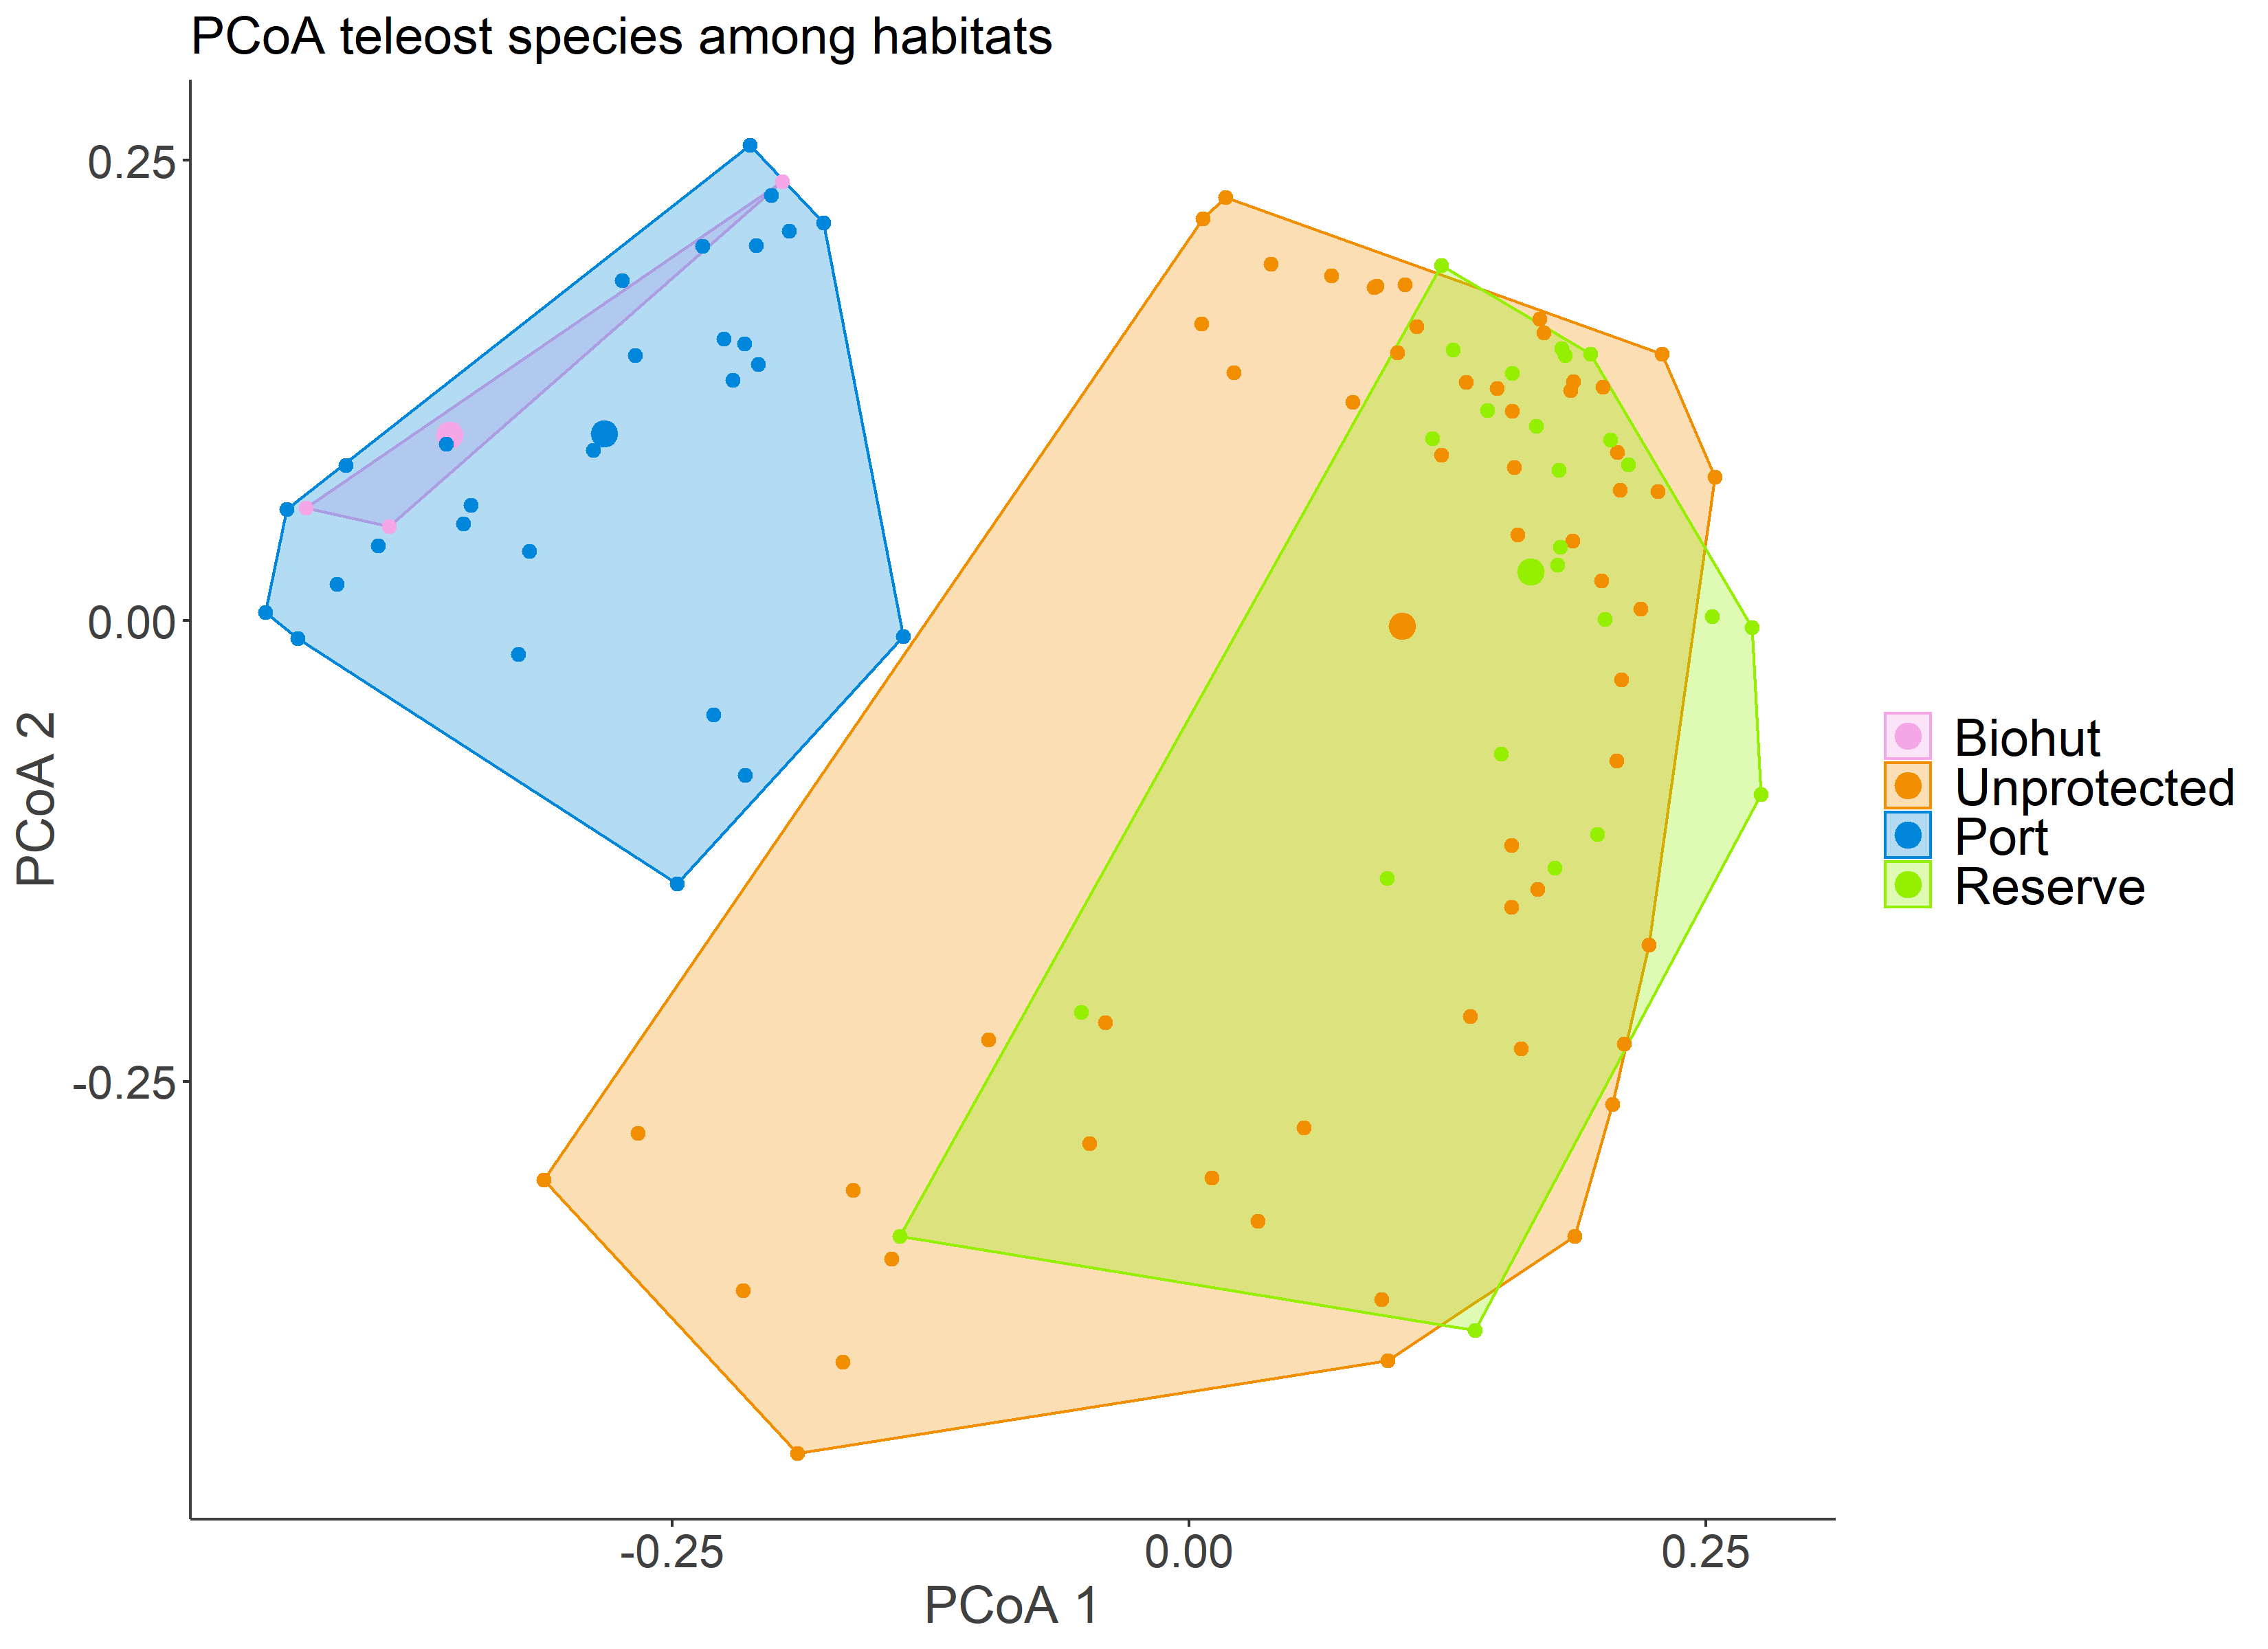 PCoA teleost species among habitats
0.25
0.00
-0.25
PCoA 2
-0.25 0.00 0.25
PCoA 1
Biohut
Unprotected
Port
Reserve